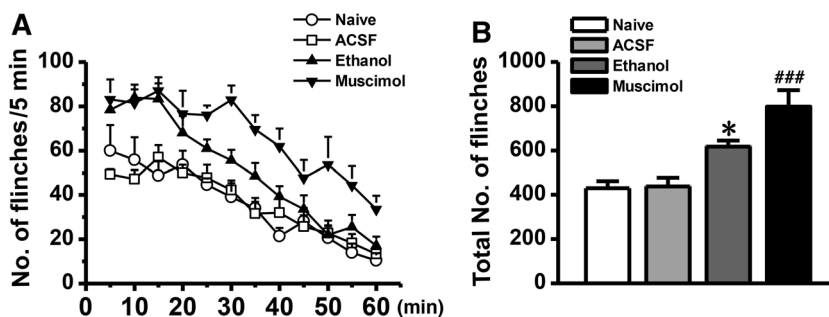 A
No. of flinches/5 min
100
80
60
40
20
0
Naive
ACSF
Ethanol
Muscimol
0 10 20 30 40 50 60 (min)
B
Total No. of flinches
1000
800
600
400
200
0
Naive
ACSF
Ethanol
Muscimol
*
###